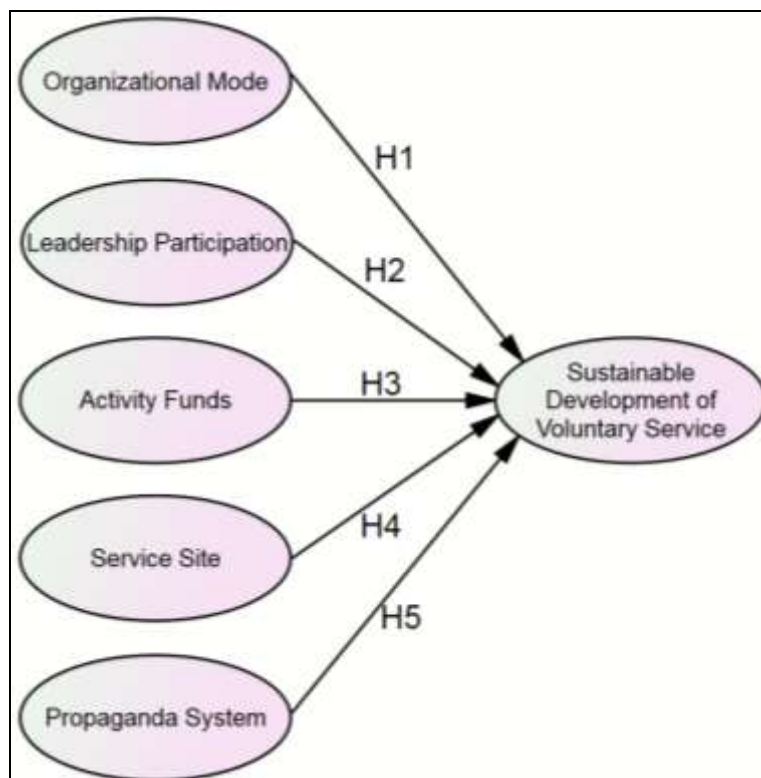 Organizational Mode
H1
Leadership Participation
H2
Activity Funds
H3
Sustainable
Development of
Voluntary Service
Service Site
H4
Propaganda System
H5